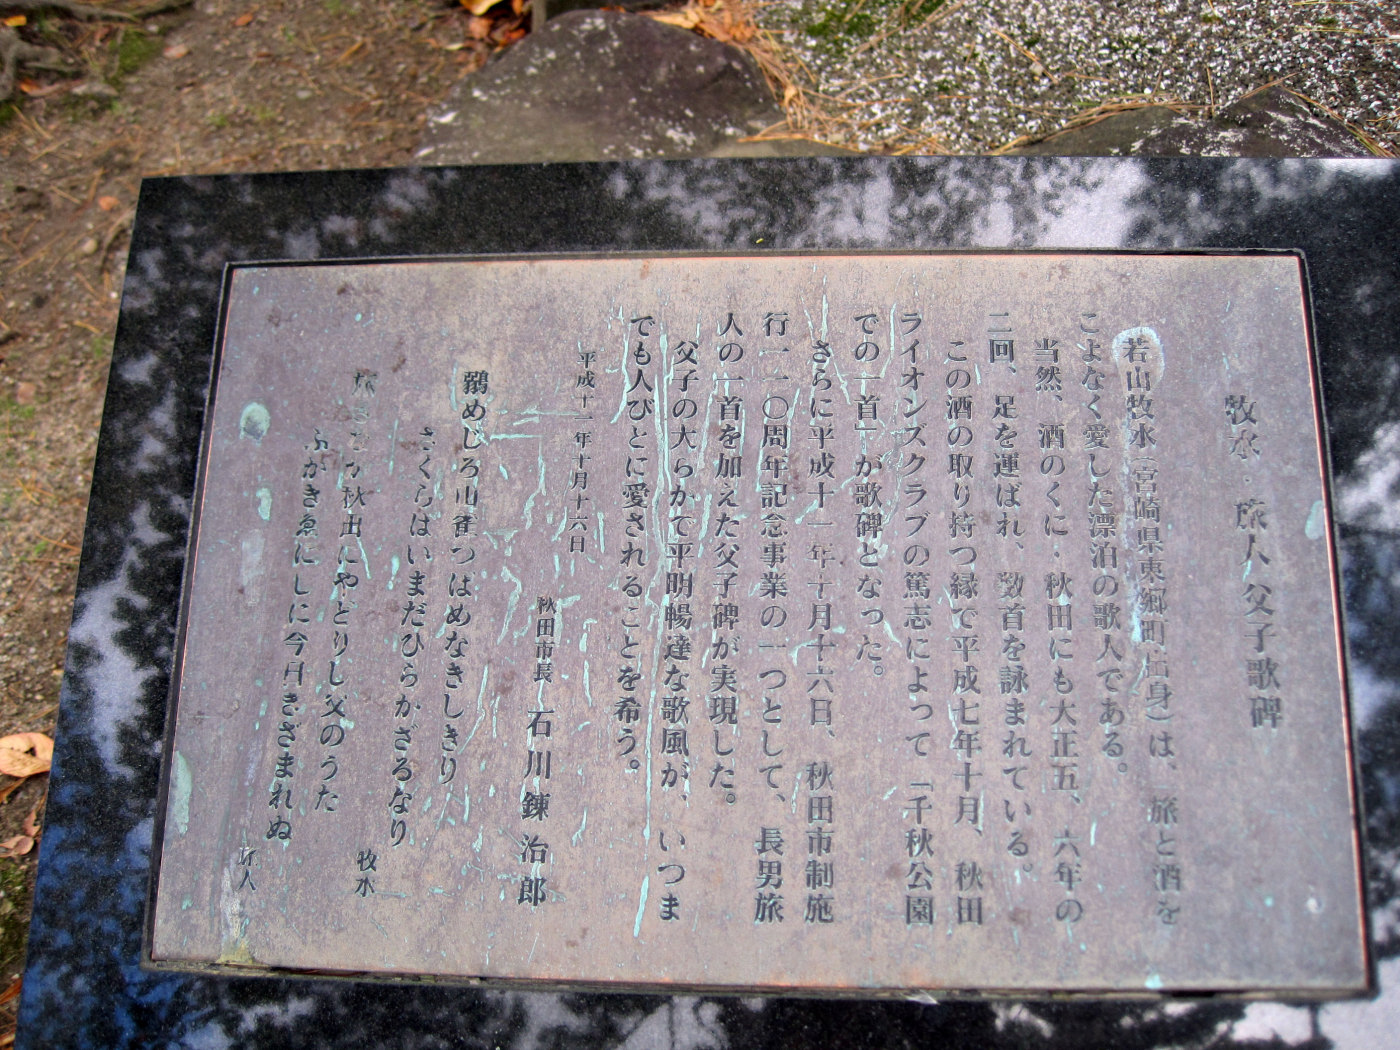 牧水・旅人 父子歌碑
若山牧水（宮崎県東郷町出身）は、旅と酒を
こよなく愛した漂泊の歌人である。
当然、酒のくに・秋田にも大正五、六年の
二回、足を運ばれ、数首を詠まれている。
この酒の取り持つ縁で平成七年十月、秋田
ライオンズクラブの篤志によって「千秋公園
での一首」が歌碑となった。
さらに平成十一年十月十六日、秋田市制施
行一一〇周年記念事業の一つとして、長男旅
人の一首を加えた父子碑が実現した。
父子の大らかで平明暢達な歌風が、いつま
でも人びとに愛されることを希う。
平成十一年十月十六日
秋田市長 石川錬治郎
鶸めじろ山雀つばめなきしきり
さくらはいまだひらかざるなり
牧水
旅 秋田にやどりし父のうた
ふかき ゑにしに今日きざまれぬ
旅人